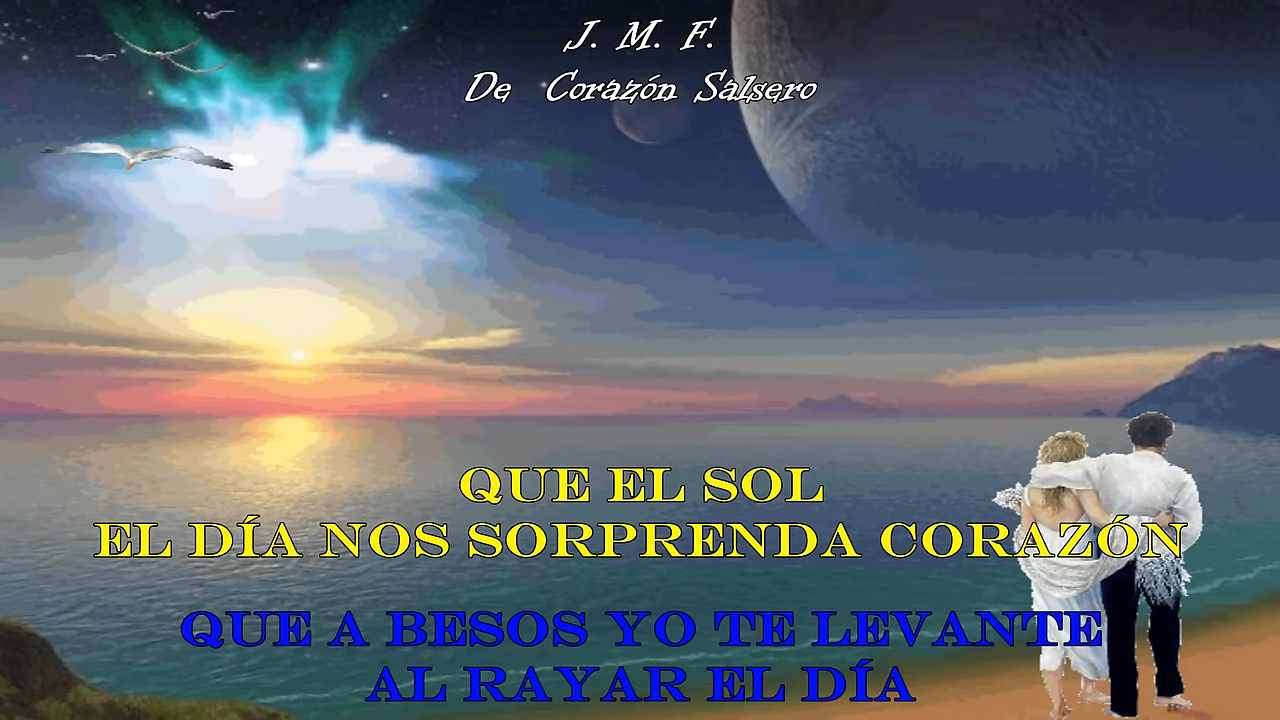 J. M. F.
De Corazón Salsero
QUE EL SOL
EL DÍA NOS SORPRENDA CORAZÓN
QUE A BESOS YO TE LEVANTE
AL RAYAR EL DÍA